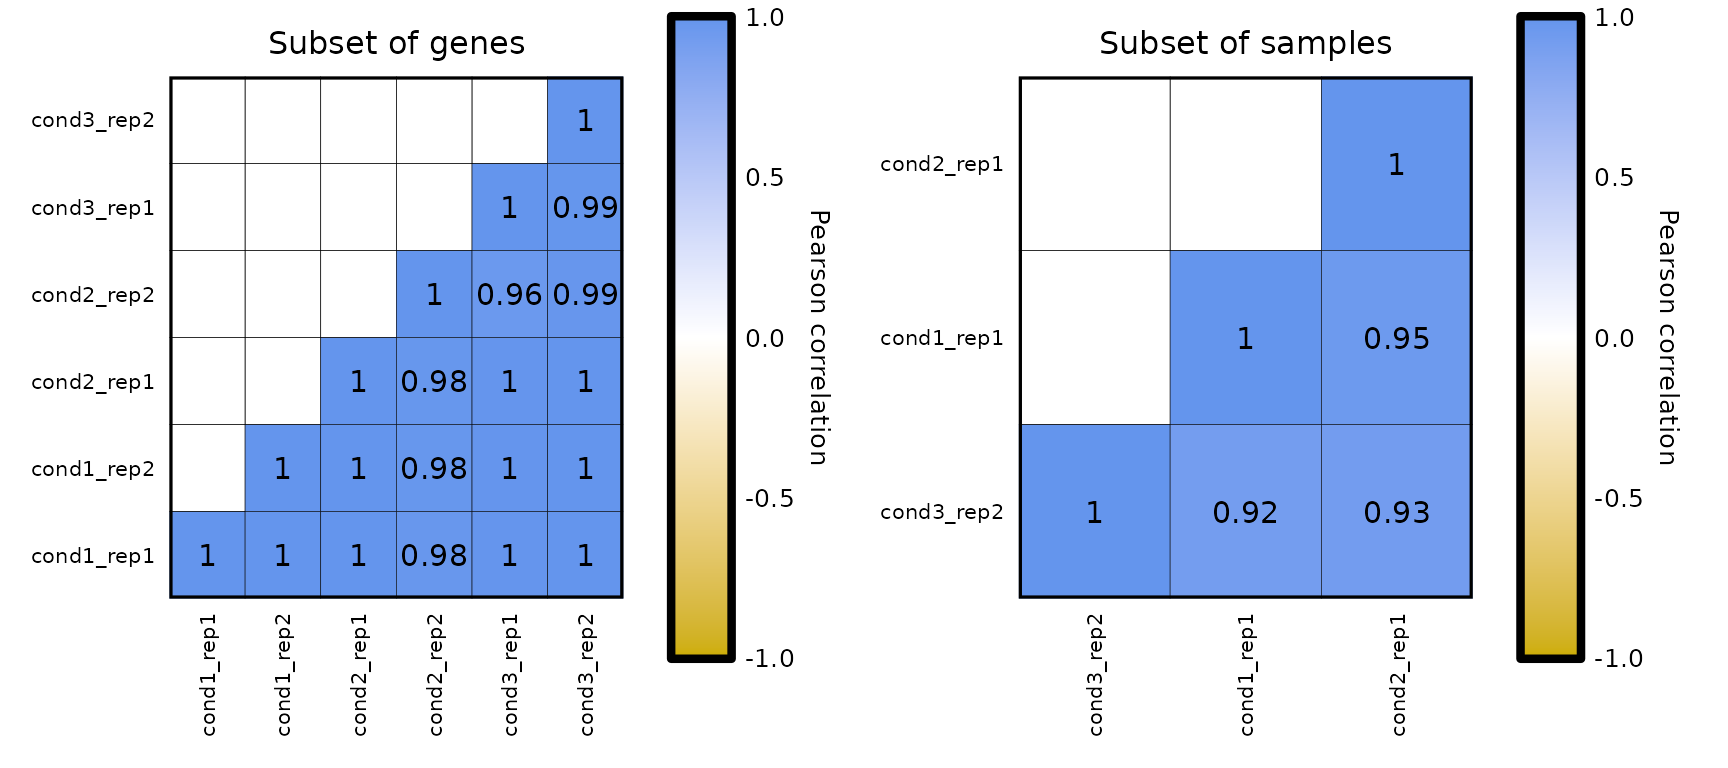 Subset of genes
cond3_rep2 1
cond3_rep1 1 0.99
cond2_rep2 1 0.96 0.99
cond2_rep1 1 0.98 1 1
cond1_rep2 1 1 0.98 1 1
cond1_rep1 1 1 1 0.98 1 1
cond1_rep1 cond1_rep2 cond2_rep1 cond2_rep2 cond3_rep1 cond3_rep2
1.0
0.5
0.0
-0.5
-1.0
Pearson correlation
Subset of samples
cond2_rep1 1
cond1_rep1 1 0.95
cond3_rep2 1 0.92 0.93
cond3_rep2 cond1_rep1 cond2_rep1
1.0
0.5
0.0
-0.5
-1.0
Pearson correlation